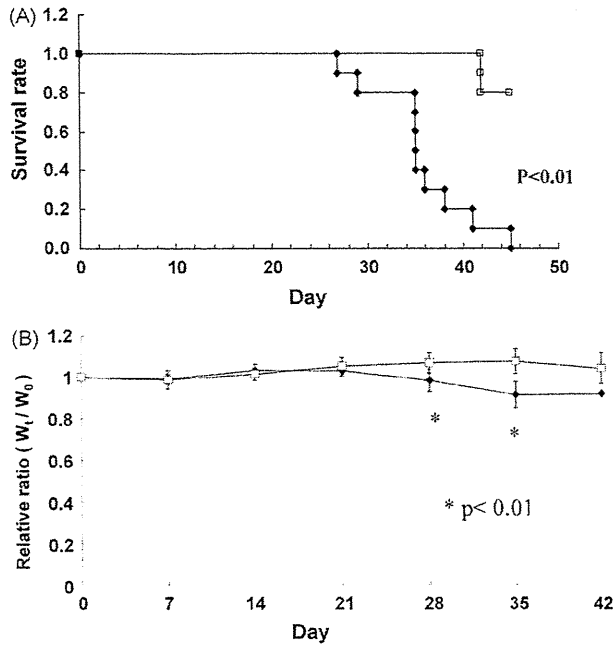 (A)
1.2
1.0
0.8
0.6
0.4
0.2
0.0
Survival rate
P<0.01
0 10 20 30 40 50
Day
(B)
1.2
1
0.8
0.6
0.4
0.2
0
Relative ratio ( Wt / W0 )
* *
* p< 0.01
0 7 14 21 28 35 42
Day